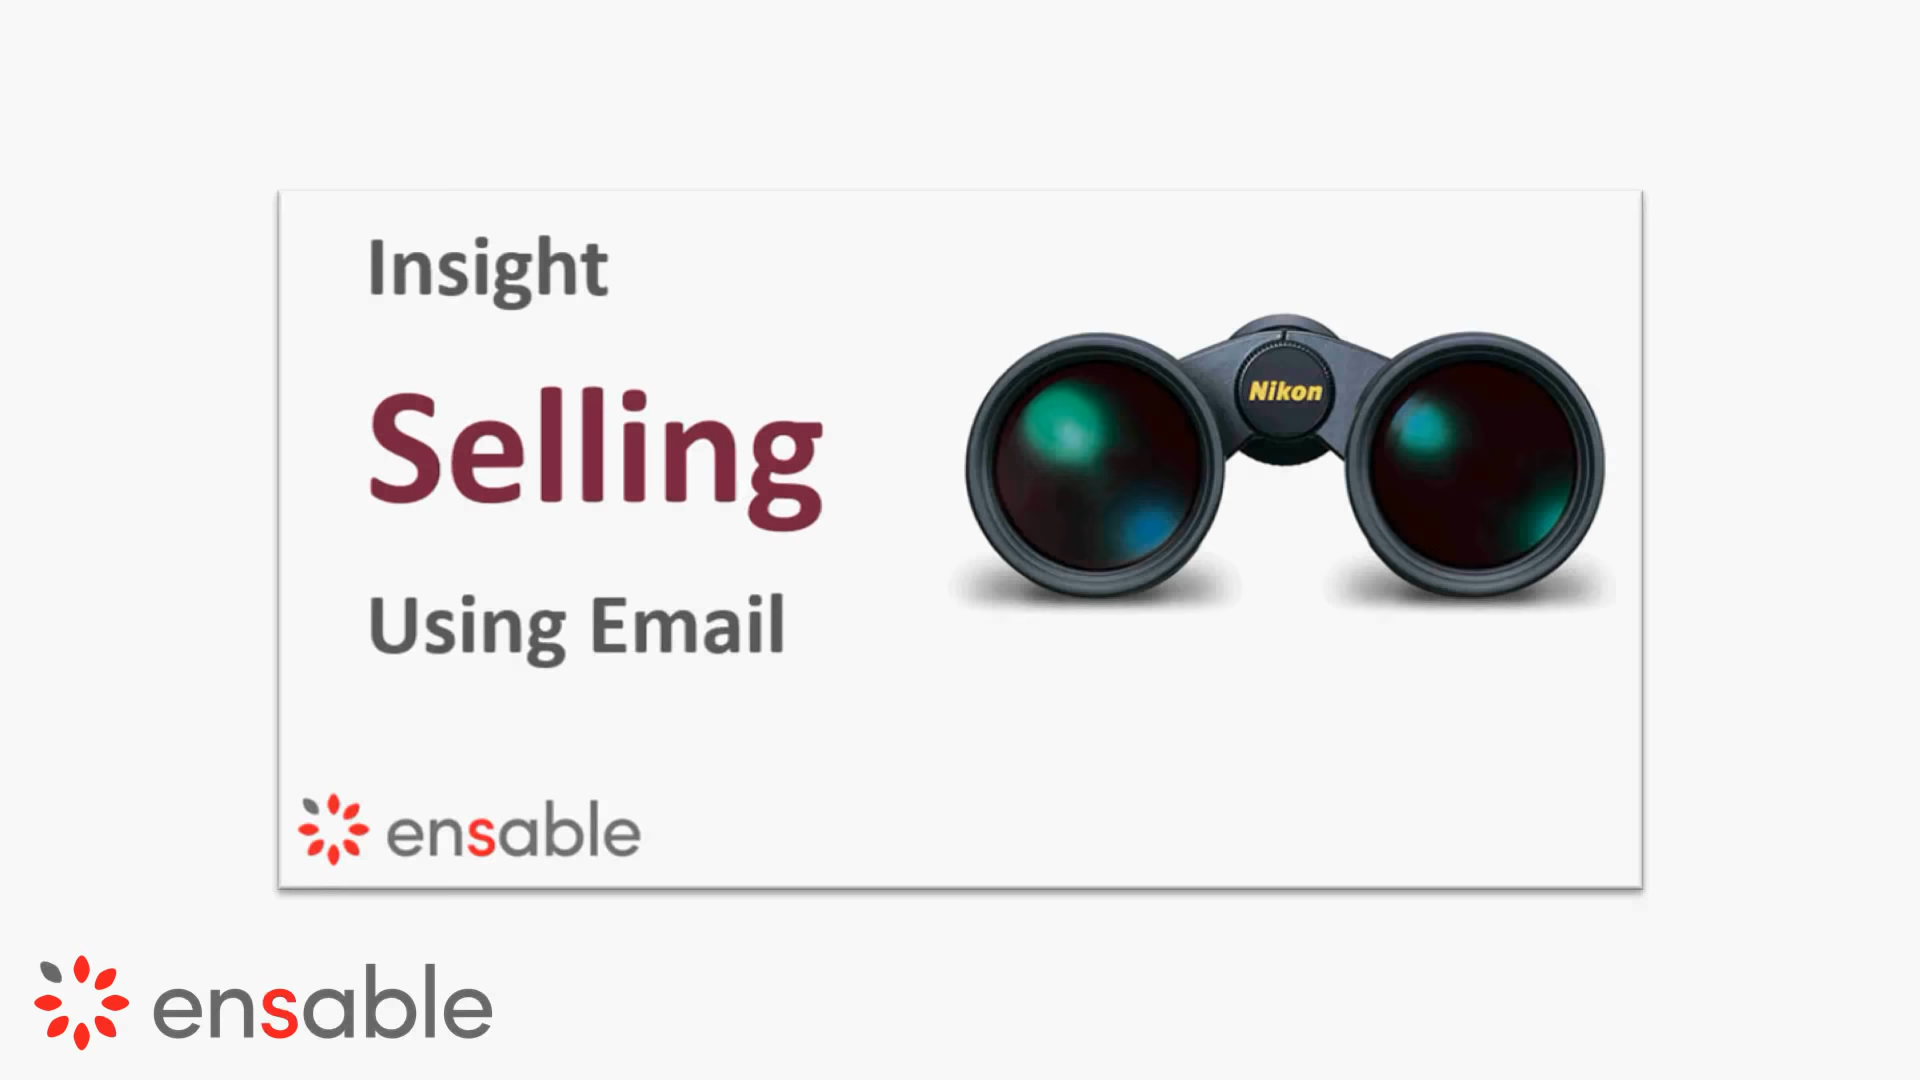 Insight
Selling
Using Email
Nikon
ensable
ensable